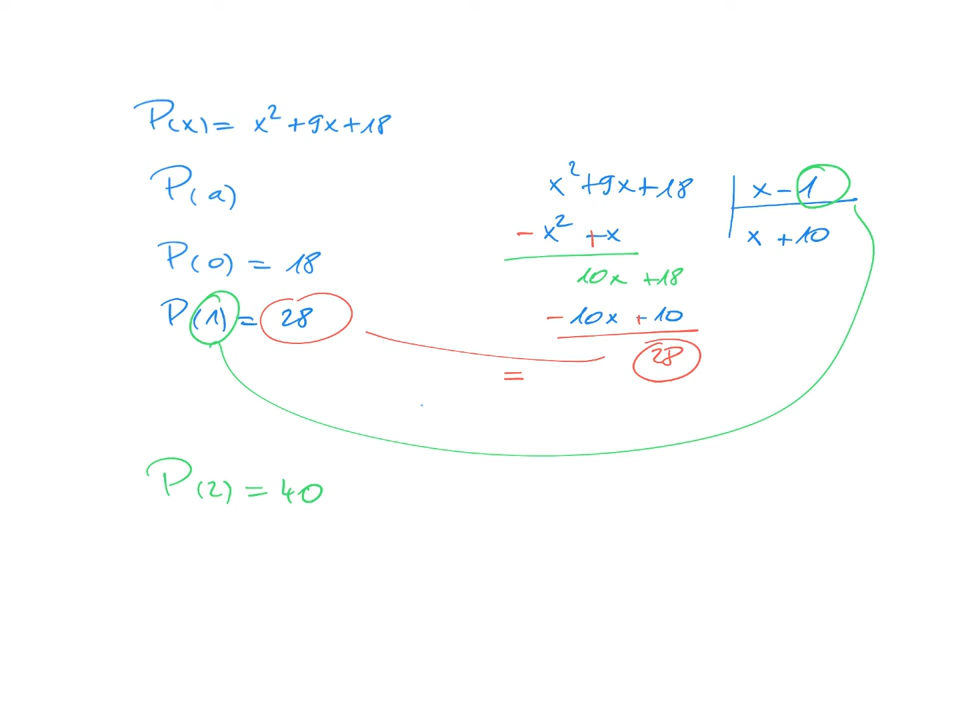 P(x) = x² + 9x + 18
P(a)
P(0) = 18
P(1) = 28
x² + 9x + 18 | x - 1
- x² + x | x + 10
10x + 18
- 10x + 10
28
=
P(2) = 40